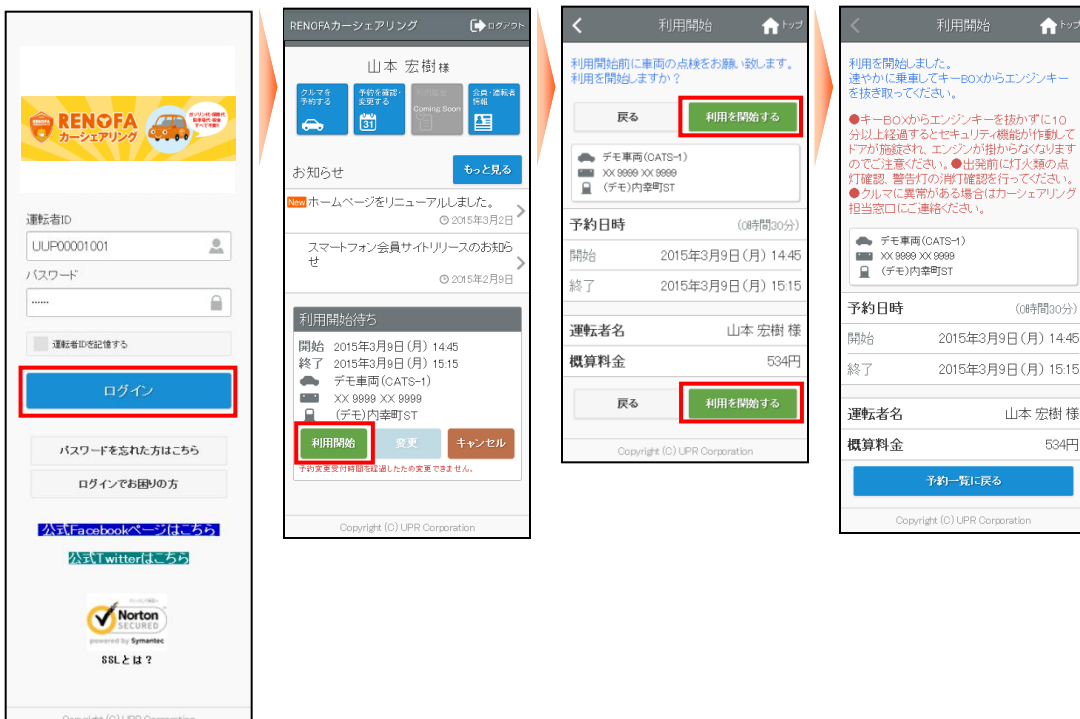 RENOFA
カーシェアリング
ガソリン代・保険代
駐車場代・税金
すべて不要!!
運転者ID
UUP00001001
パスワード
······
運転者IDを記憶する
ログイン
パスワードを忘れた方はこちら
ログインでお困りの方
公式Facebookページはこちら
公式Twitterはこちら
Norton
SECURED
powered by Symantec
SSLとは?
Copyright (C) UPR Corporation
RENOFAカーシェアリング
ログアウト
山本 宏樹様
クルマを
予約する
予約を確認・
変更する
Coming Soon
会員・運転者
情報
お知らせ
もっと見る
New ホームページをリニューアルしました。
2015年3月2日
スマートフォン会員サイトリリースのお知ら
せ
2015年2月9日
利用開始待ち
開始 2015年3月9日(月) 14:45
終了 2015年3月9日(月) 15:15
デモ車両(CATS-1)
XX 9999 XX 9999
(デモ)内幸町ST
利用開始
変更
キャンセル
予約変更受付時間を経過したため変更できません。
Copyright (C) UPR Corporation
利用開始
トップ
利用開始前に車両の点検をお願い致します。
利用を開始しますか?
戻る
利用を開始する
デモ車両(CATS-1)
XX 9999 XX 9999
(デモ)内幸町ST
予約日時 (0時間30分)
開始 2015年3月9日(月) 14:45
終了 2015年3月9日(月) 15:15
運転者名 山本 宏樹 様
概算料金 534円
戻る
利用を開始する
Copyright (C) UPR Corporation
利用開始
トップ
利用を開始しました。
速やかに乗車してキーBOXからエンジンキー
を抜き取ってください。
●キーBOXからエンジンキーを抜かずに10
分以上経過するとセキュリティ機能が作動して
ドアが施錠され、エンジンが掛からなくなります
のでご注意ください。●出発前に灯火類の点
灯確認、警告灯の消灯確認を行ってください。
●クルマに異常がある場合はカーシェアリング
担当窓口にご連絡ください。
デモ車両(CATS-1)
XX 9999 XX 9999
(デモ)内幸町ST
予約日時 (0時間30分)
開始 2015年3月9日(月) 14:45
終了 2015年3月9日(月) 15:15
運転者名 山本 宏樹 様
概算料金 534円
予約一覧に戻る
Copyright (C) UPR Corporation